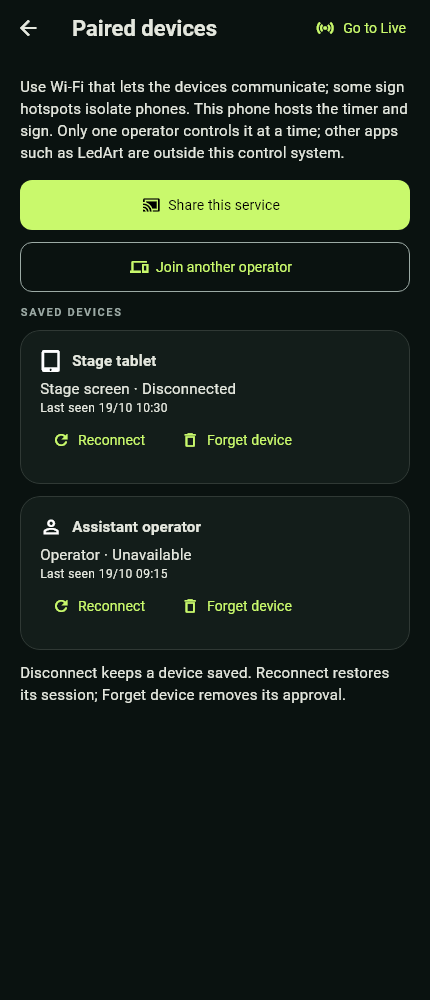 Paired devices
Go to Live
Use Wi-Fi that lets the devices communicate; some sign
hotspots isolate phones. This phone hosts the timer and
sign. Only one operator controls it at a time; other apps
such as LedArt are outside this control system.
Share this service
Join another operator
SAVED DEVICES
Stage tablet
Stage screen · Disconnected
Last seen 19/10 10:30
Reconnect
Forget device
Assistant operator
Operator · Unavailable
Last seen 19/10 09:15
Reconnect
Forget device
Disconnect keeps a device saved. Reconnect restores
its session; Forget device removes its approval.